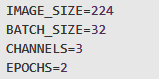 IMAGE_SIZE=224
BATCH_SIZE=32
CHANNELS=3
EPOCHS=2